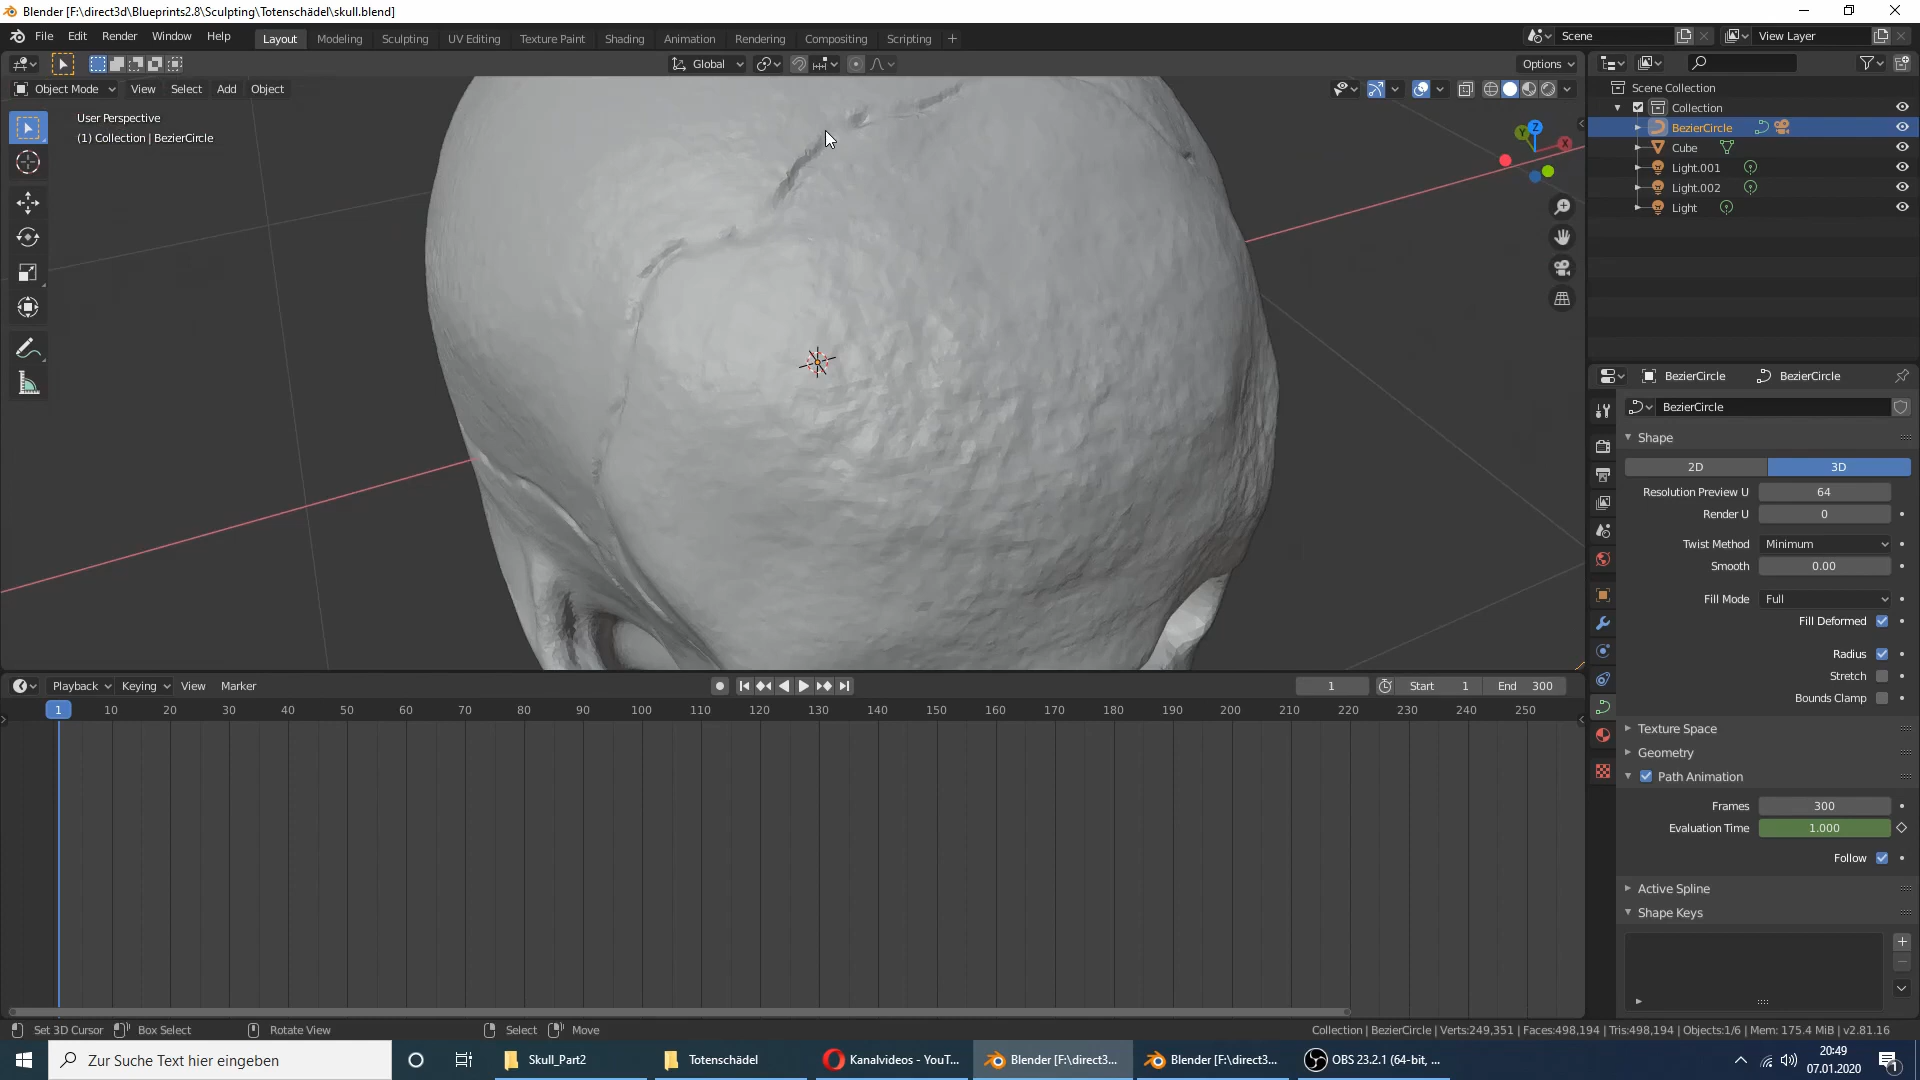 Blender [F:\direct3d\Blueprints2.8\Sculpting\Totenschädel\skull.blend]
File Edit Render Window Help Layout Modeling Sculpting UV Editing Texture Paint Shading Animation Rendering Compositing Scripting + Scene View Layer
Global Options
Object Mode View Select Add Object
User Perspective
(1) Collection | BezierCircle
Z
Y
X
Scene Collection
Collection
BezierCircle
Cube
Light.001
Light.002
Light
BezierCircle BezierCircle
BezierCircle
Shape
2D 3D
Resolution Preview U 64
Render U 0
Twist Method Minimum
Smooth 0.00
Fill Mode Full
Fill Deformed
Radius
Stretch
Bounds Clamp
Texture Space
Geometry
Path Animation
Frames 300
Evaluation Time 1.000
Follow
Active Spline
Shape Keys
Playback Keying View Marker 1 Start 1 End 300
1 10 20 30 40 50 60 70 80 90 100 110 120 130 140 150 160 170 180 190 200 210 220 230 240 250
Set 3D Cursor Box Select Rotate View Select Move Collection | BezierCircle | Verts:249,351 | Faces:498,194 | Tris:498,194 | Objects:1/6 | Mem: 175.4 MiB | v2.81.16
Zur Suche Text hier eingeben Skull_Part2 Totenschädel Kanalvideos - YouT... Blender [F:\direct3... Blender [F:\direct3... OBS 23.2.1 (64-bit, ... 20:49
07.01.2020 1